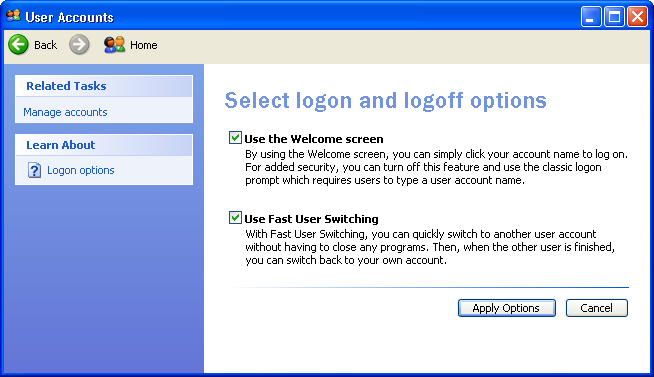 User Accounts
Back
Home
Related Tasks
Manage accounts
Learn About
Logon options
Select logon and logoff options
Use the Welcome screen
By using the Welcome screen, you can simply click your account name to log on.
For added security, you can turn off this feature and use the classic logon
prompt which requires users to type a user account name.
Use Fast User Switching
With Fast User Switching, you can quickly switch to another user account
without having to close any programs. Then, when the other user is finished,
you can switch back to your own account.
Apply Options
Cancel